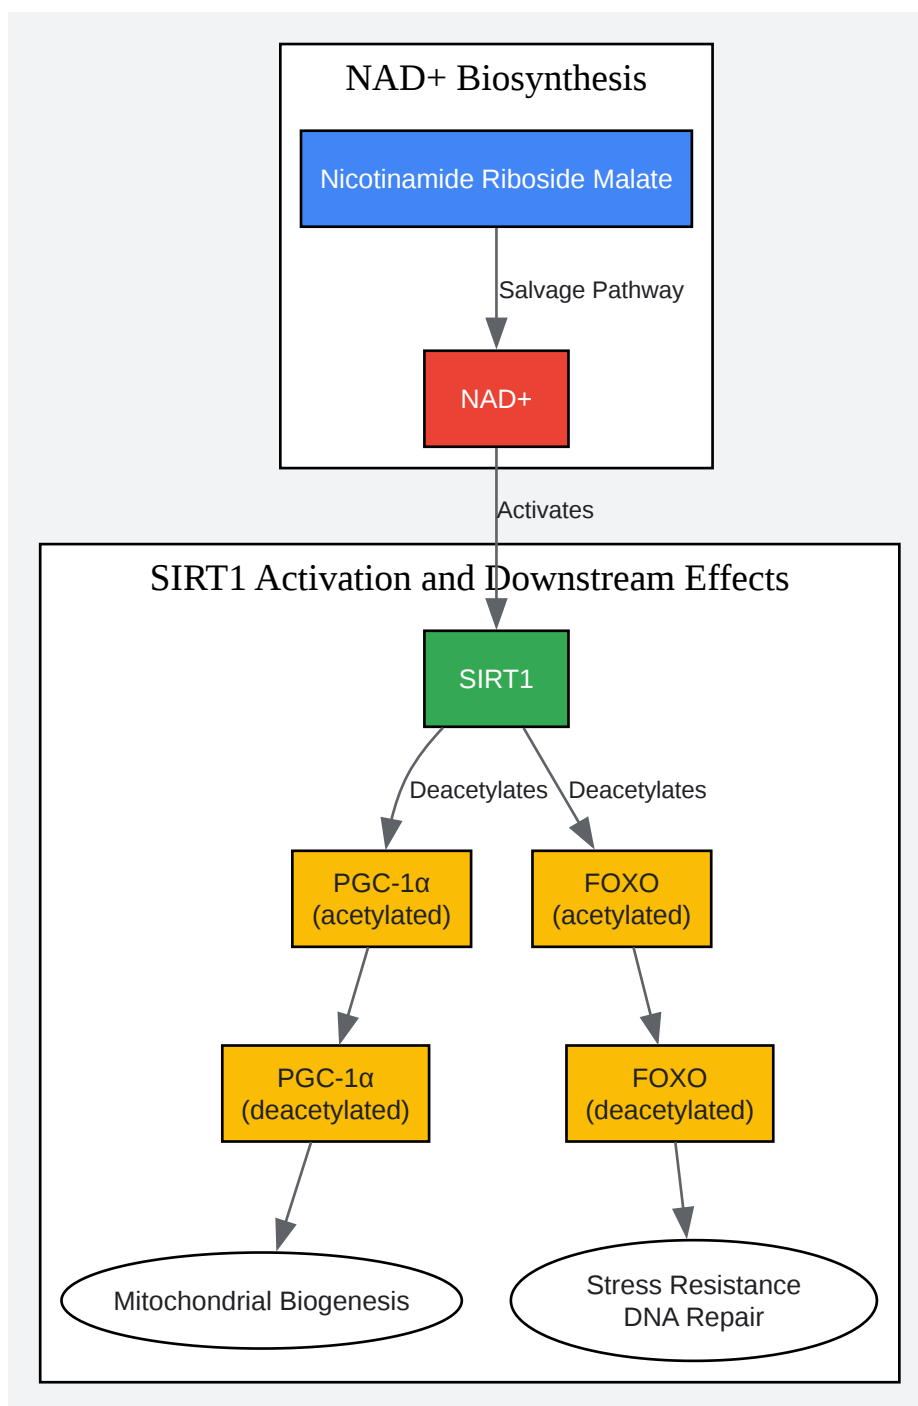 NAD+ Biosynthesis
Nicotinamide Riboside Malate
Salvage Pathway
NAD+
Activates
SIRT1 Activation and Downstream Effects
SIRT1
Deacetylates
Deacetylates
PGC-1α
(acetylated)
FOXO
(acetylated)
PGC-1α
(deacetylated)
FOXO
(deacetylated)
Mitochondrial Biogenesis
Stress Resistance
DNA Repair